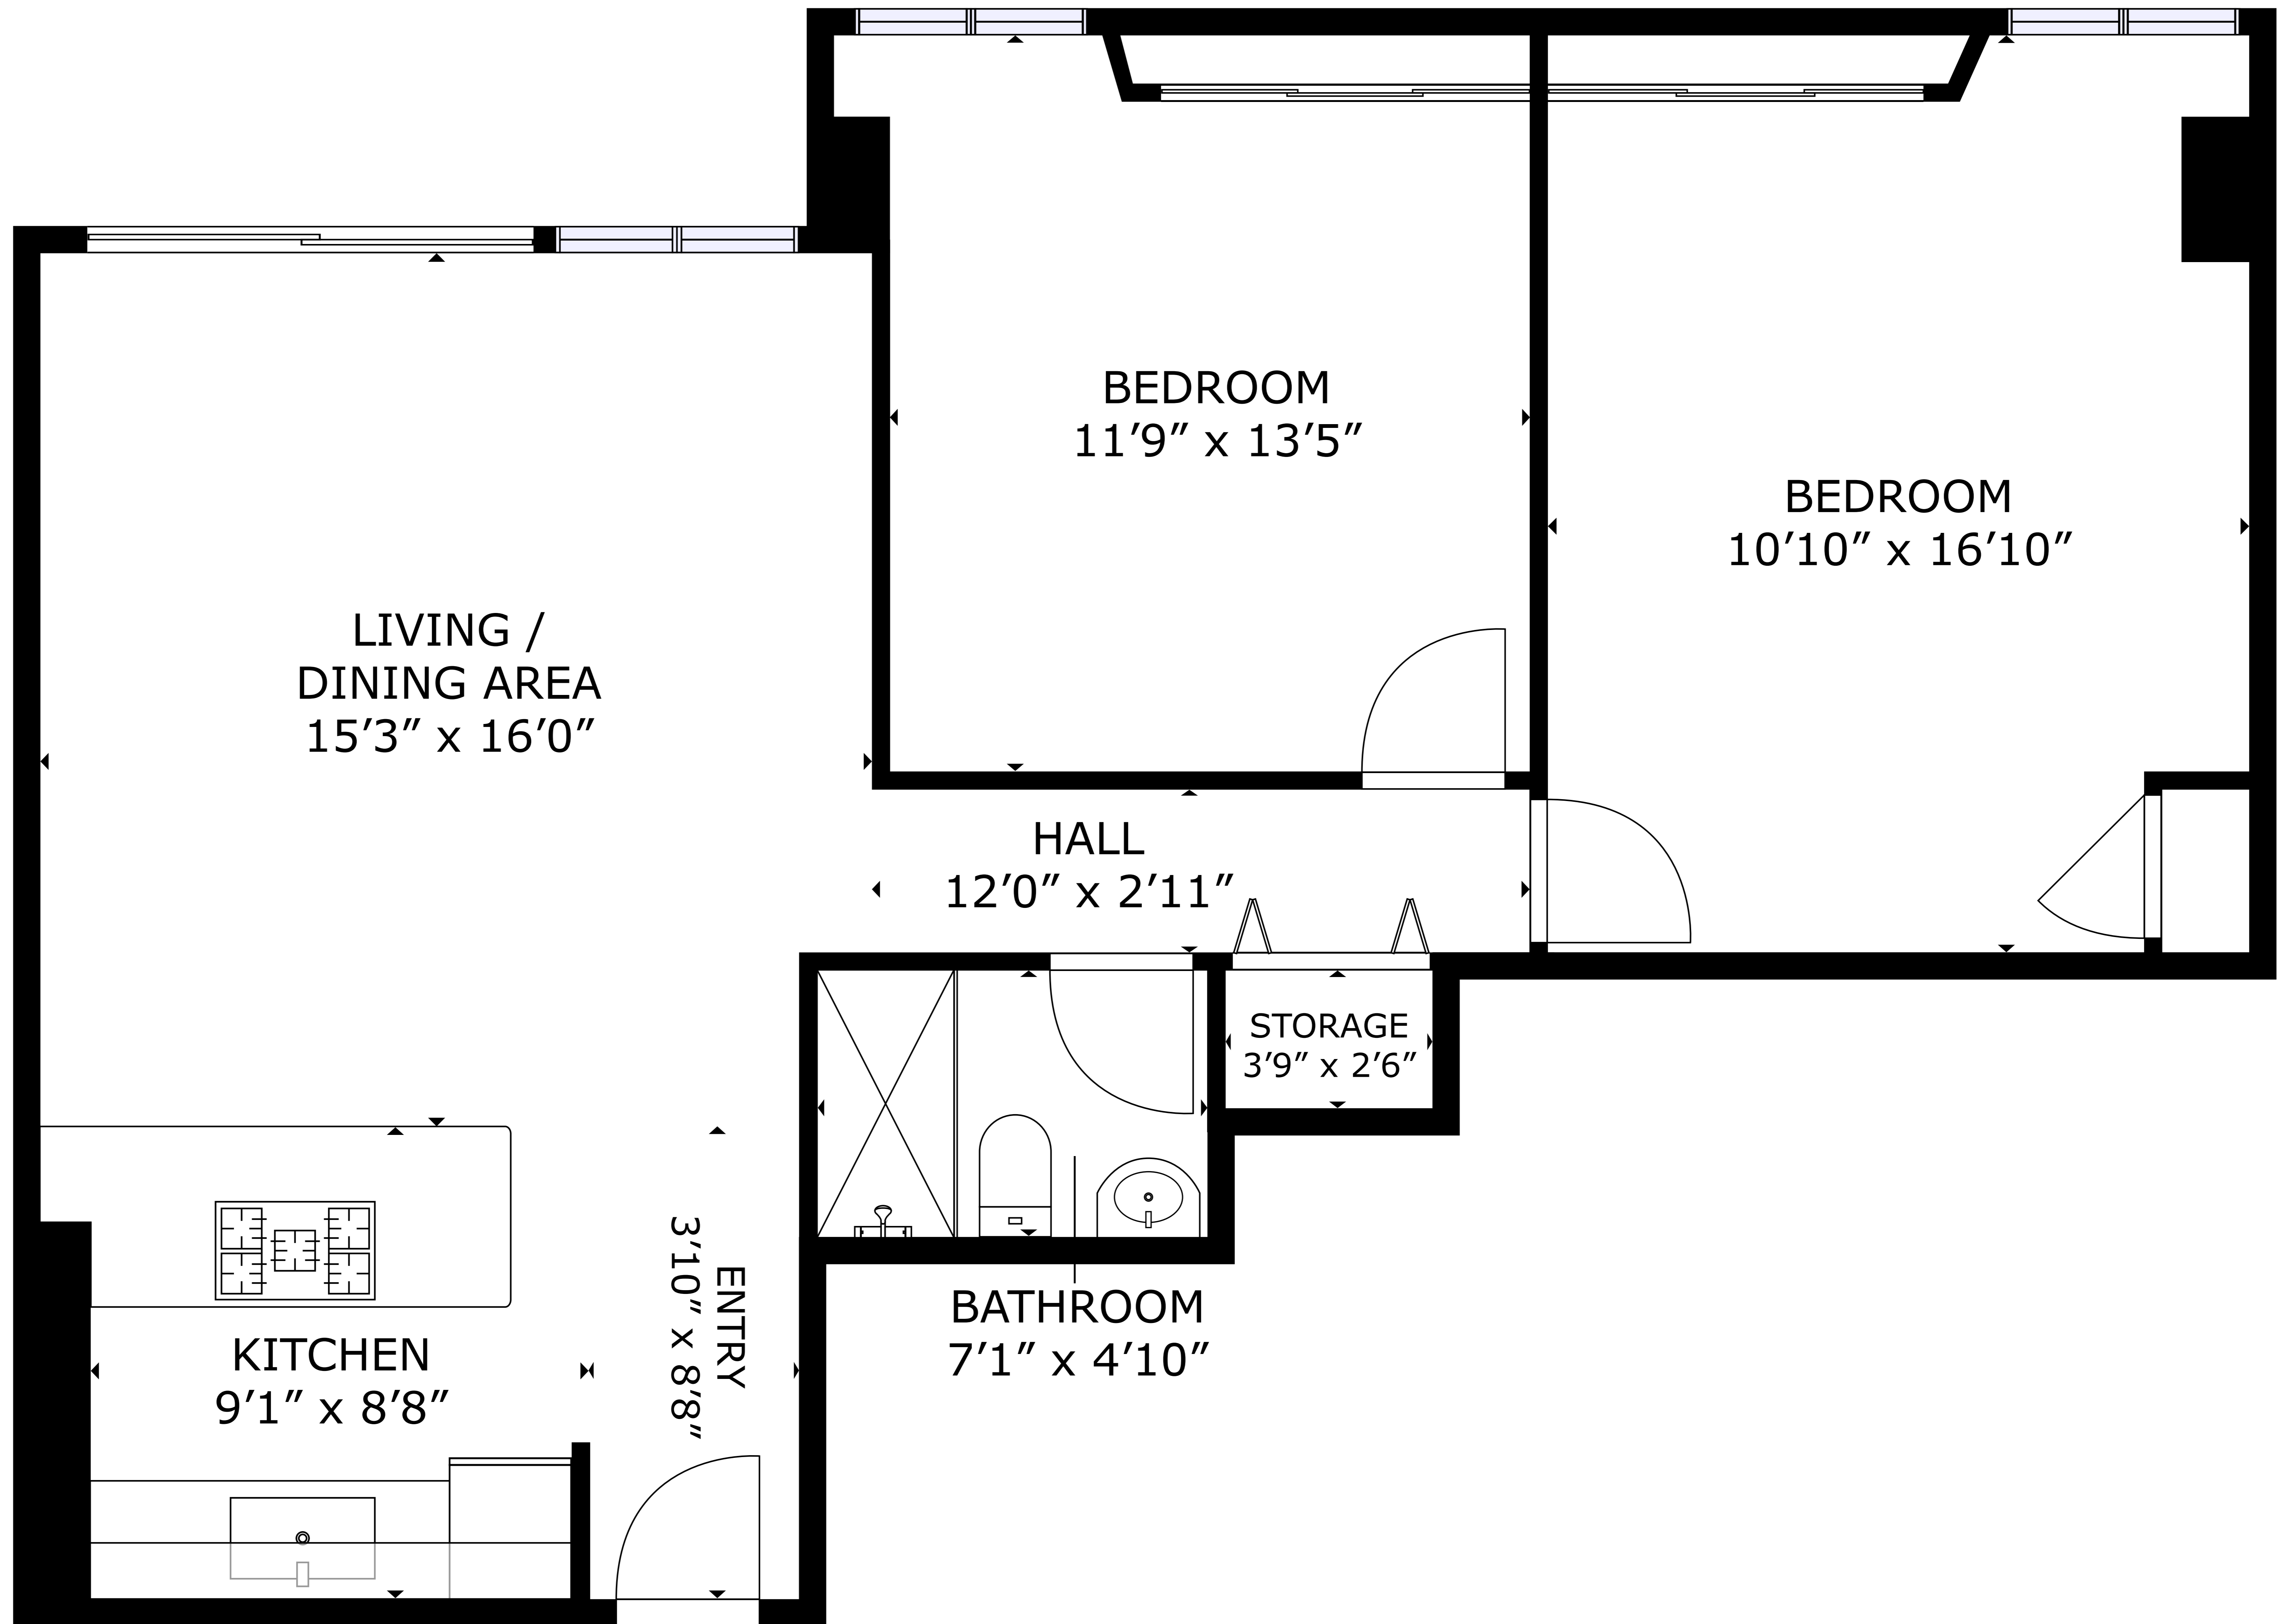 BEDROOM
11’9” x 13’5”
BEDROOM
10’10” x 16’10”
LIVING /
DINING AREA
15’3” x 16’0”
HALL
12’0” x 2’11”
STORAGE
3’9” x 2’6”
ENTRY
3’10” x 8’8”
BATHROOM
7’1” x 4’10”
KITCHEN
9’1” x 8’8”